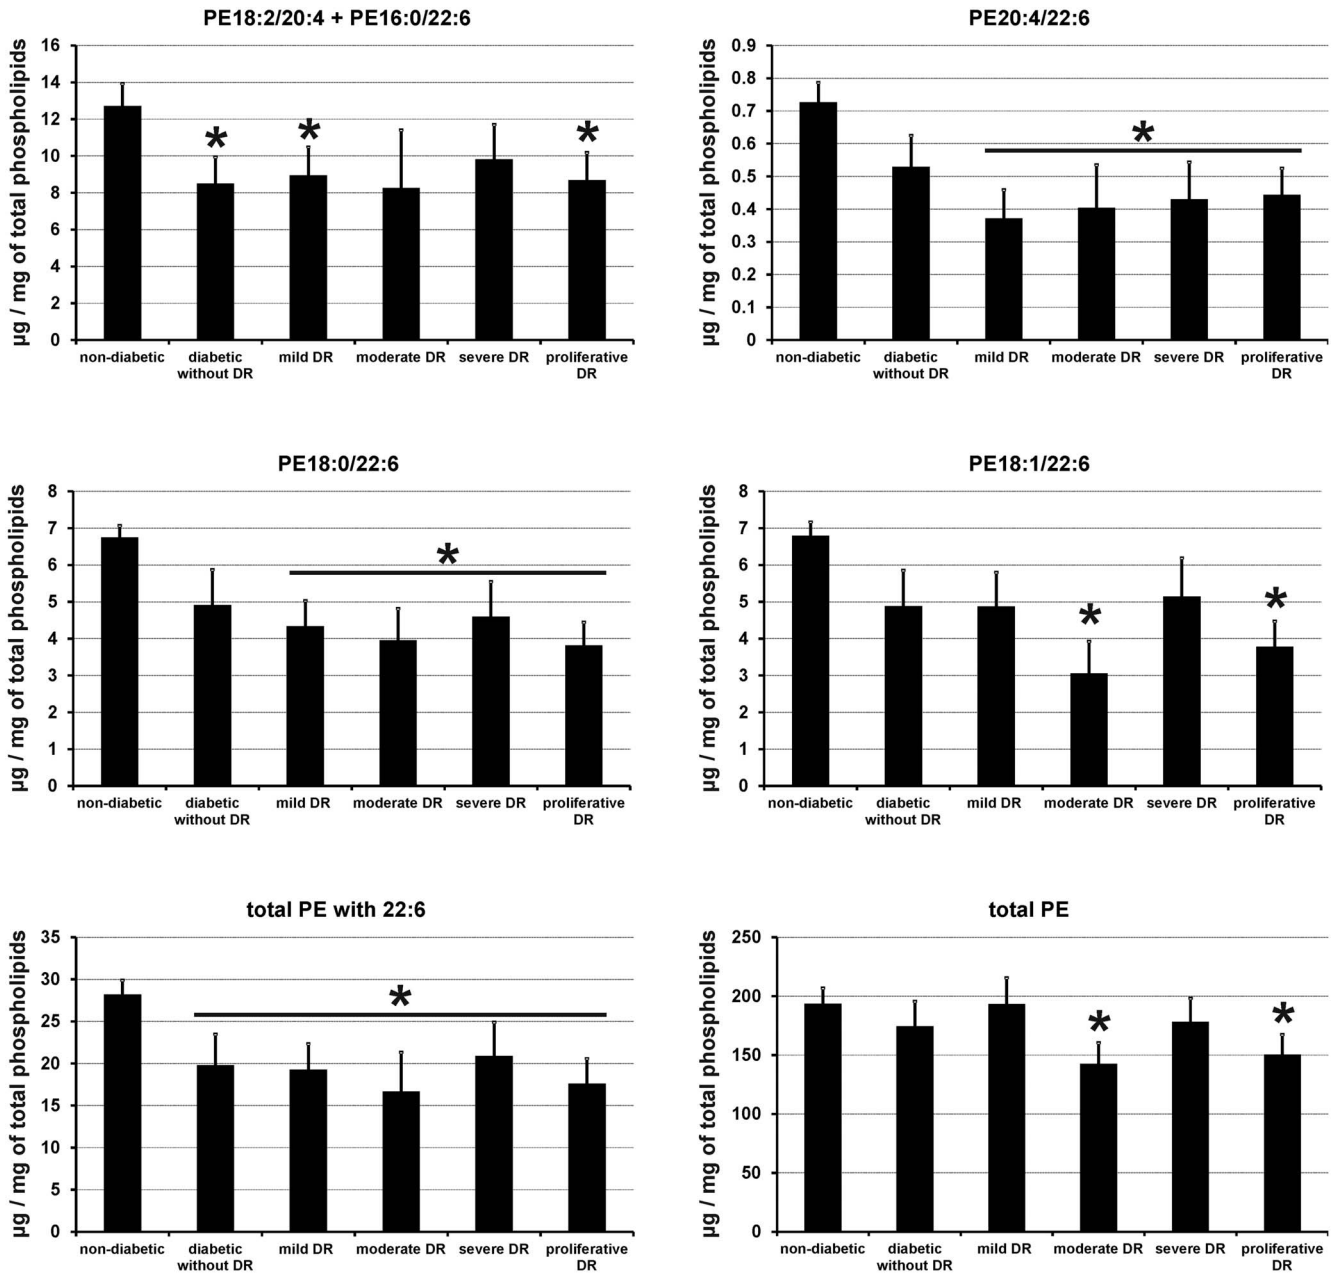 PE18:2/20:4 + PE16:0/22:6
µg / mg of total phospholipids
16
14
12
10
8
6
4
2
0
*
*
*
non-diabetic
diabetic
without DR
mild DR
moderate DR
severe DR
proliferative
DR
PE20:4/22:6
µg / mg of total phospholipids
0.9
0.8
0.7
0.6
0.5
0.4
0.3
0.2
0.1
0
*
non-diabetic
diabetic
without DR
mild DR
moderate DR
severe DR
proliferative
DR
PE18:0/22:6
µg / mg of total phospholipids
8
7
6
5
4
3
2
1
0
*
non-diabetic
diabetic
without DR
mild DR
moderate DR
severe DR
proliferative
DR
PE18:1/22:6
µg / mg of total phospholipids
8
7
6
5
4
3
2
1
0
*
*
non-diabetic
diabetic
without DR
mild DR
moderate DR
severe DR
proliferative
DR
total PE with 22:6
µg / mg of total phospholipids
35
30
25
20
15
10
5
0
*
non-diabetic
diabetic
without DR
mild DR
moderate DR
severe DR
proliferative
DR
total PE
µg / mg of total phospholipids
250
200
150
100
50
0
*
*
non-diabetic
diabetic
without DR
mild DR
moderate DR
severe DR
proliferative
DR